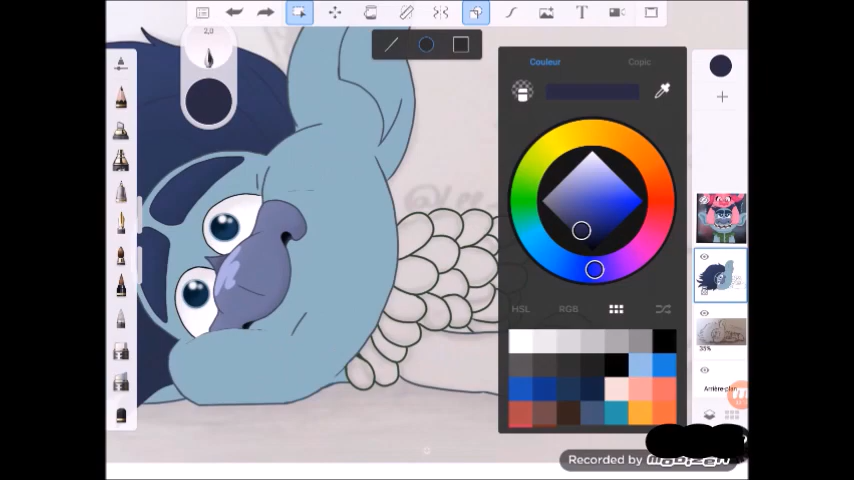 2,0
Couleur
Copic
HSL
RGB
35%
Arrière-plan
Recorded by